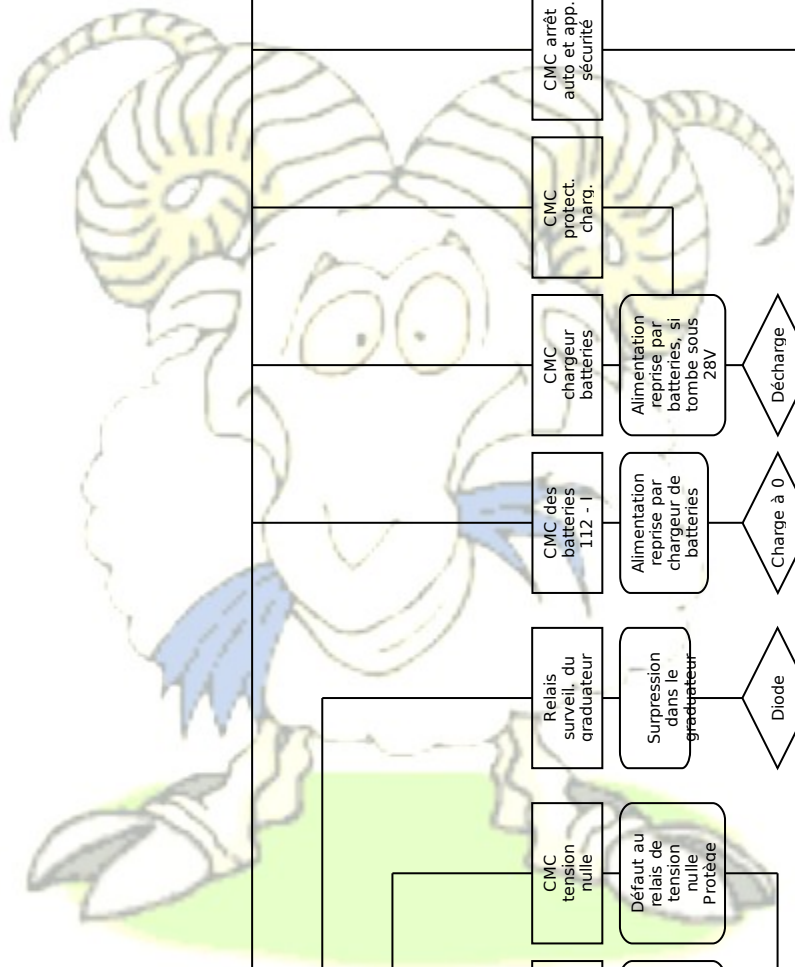 CMC arrêt
auto et app.
sécurité
CMC
protect.
charg.
CMC
chargeur
batteries
Alimentation
reprise par
batteries, si
tombe sous
28V
Décharge
CMC des
batteries
112 - I
Alimentation
reprise par
chargeur de
batteries
Charge à 0
Relais
surveil. du
graduateur
Surpression
dans le
graduateur
Diode
CMC
tension
nulle
Défaut au
relais de
tension
nulle
Protège